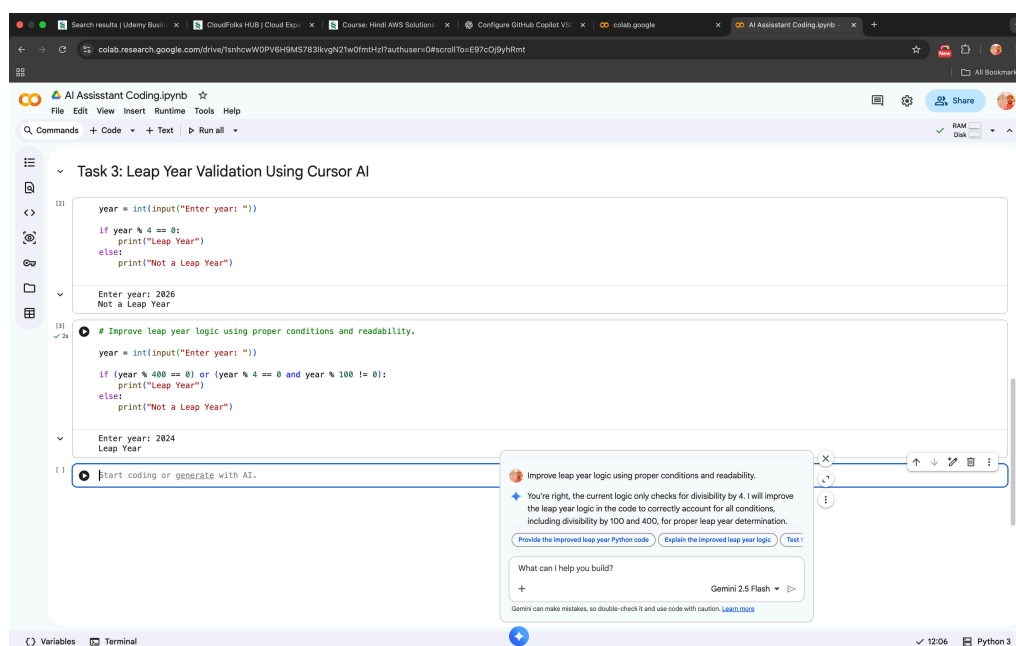 Search results | Udemy Busin
CloudFolks HUB | Cloud Expe
Course: Hindi AWS Solutions
Configure GitHub Copilot VS
colab.google
AI Assisstant Coding.ipynb -
colab.research.google.com/drive/1snhcwW0PV6H9MS783lkvgN21w0fmtHzl?authuser=0#scrollTo=E97cOj9yhRmt
New
All Bookmark
CO
AI Assisstant Coding.ipynb
File Edit View Insert Runtime Tools Help
Share
Commands + Code + Text Run all
RAM
Disk
Task 3: Leap Year Validation Using Cursor AI
[2]
year = int(input("Enter year: "))
if year % 4 == 0:
print("Leap Year")
else:
print("Not a Leap Year")
Enter year: 2026
Not a Leap Year
[3]
2s
# Improve leap year logic using proper conditions and readability.
year = int(input("Enter year: "))
if (year % 400 == 0) or (year % 4 == 0 and year % 100 != 0):
print("Leap Year")
else:
print("Not a Leap Year")
Enter year: 2024
Leap Year
[ ]
Start coding or generate with AI.
Improve leap year logic using proper conditions and readability.
You're right, the current logic only checks for divisibility by 4. I will improve
the leap year logic in the code to correctly account for all conditions,
including divisibility by 100 and 400, for proper leap year determination.
Provide the improved leap year Python code
Explain the improved leap year logic
Test
What can I help you build?
+ Gemini 2.5 Flash
Gemini can make mistakes, so double-check it and use code with caution. Learn more
{} Variables Terminal
12:06 Python 3